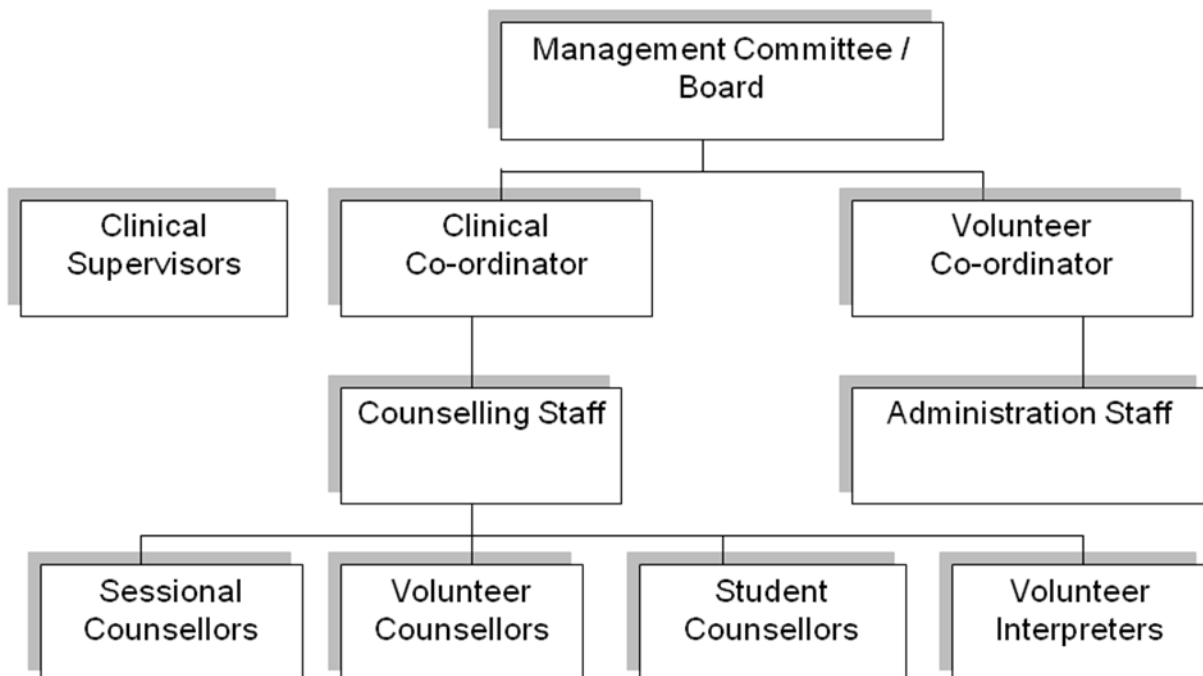 Management Committee /
Board
Clinical
Supervisors
Clinical
Co-ordinator
Volunteer
Co-ordinator
Counselling Staff
Administration Staff
Sessional
Counsellors
Volunteer
Counsellors
Student
Counsellors
Volunteer
Interpreters